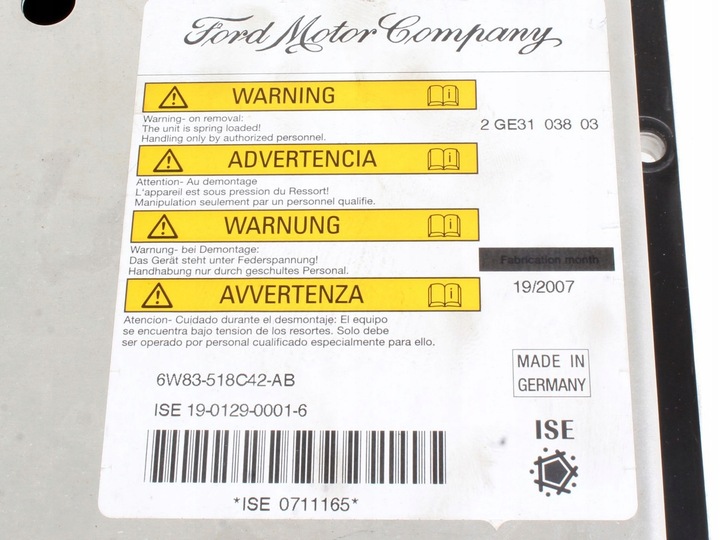 Ford Motor Company
WARNING
Warning- on removal:
The unit is spring loaded!
Handling only by authorized personnel.
2 GE31 038 03
ADVERTENCIA
Attention- Au demontage
L'appareil est sous pression du Ressort!
Manipulation seulement par un personnel qualifie.
WARNUNG
Warnung- bei Demontage:
Das Gerät steht unter Federspannung!
Handhabung nur durch geschultes Personal.
Fabrication month
19/2007
AVVERTENZA
Atencion- Cuidado durante el desmontaje: El equipo
se encuentra bajo tension de los resortes. Solo debe
ser operado por personal cualificado especialmente para ello.
MADE IN
GERMANY
6W83-518C42-AB
ISE 19-0129-0001-6
ISE
*ISE 0711165*